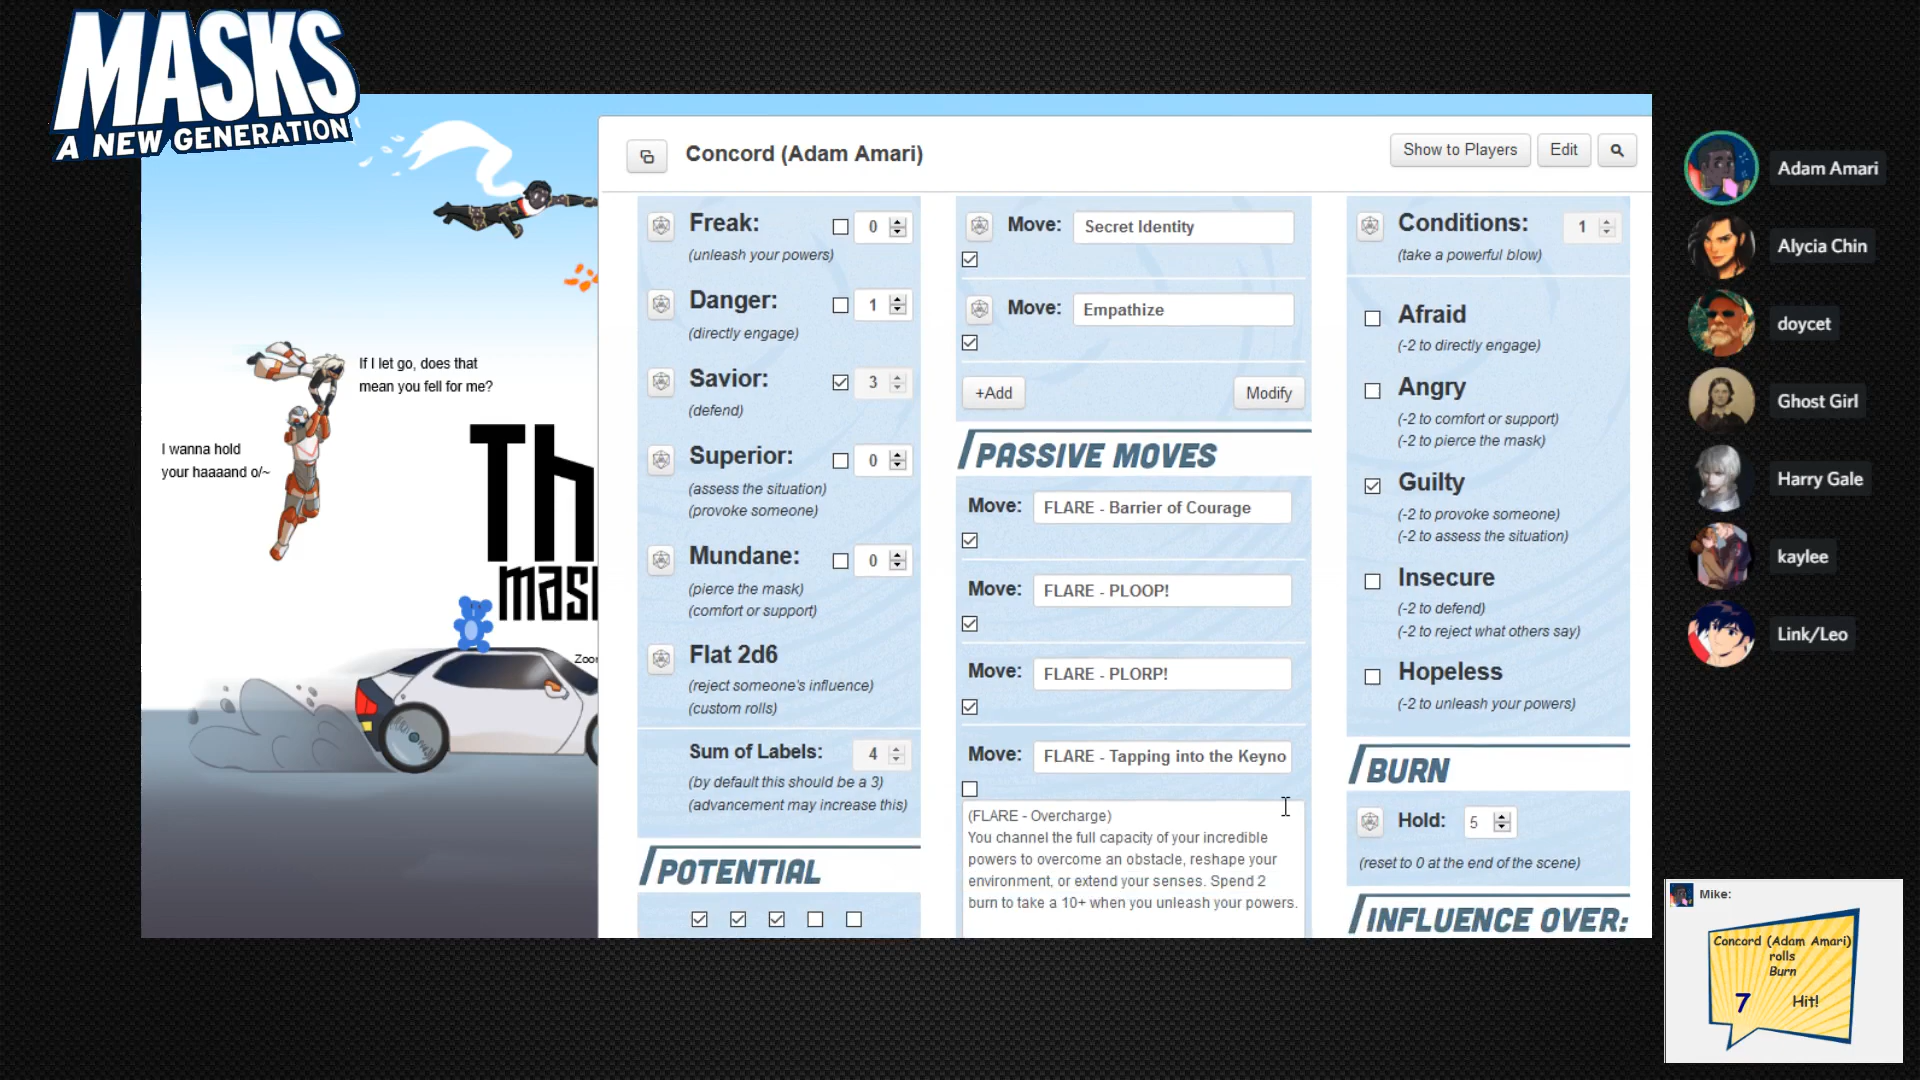 MASKS
A NEW GENERATION
If I let go, does that
mean you fell for me?
I wanna hold
your haaaand o/~
Th
mas
Zoo
Concord (Adam Amari)
Show to Players
Edit
Freak:
0
(unleash your powers)
Danger:
1
(directly engage)
Savior:
3
(defend)
Superior:
0
(assess the situation)
(provoke someone)
Mundane:
0
(pierce the mask)
(comfort or support)
Flat 2d6
(reject someone's influence)
(custom rolls)
Sum of Labels:
4
(by default this should be a 3)
(advancement may increase this)
POTENTIAL
Move:
Secret Identity
Move:
Empathize
+Add
Modify
PASSIVE MOVES
Move:
FLARE - Barrier of Courage
Move:
FLARE - PLOOP!
Move:
FLARE - PLORP!
Move:
FLARE - Tapping into the Keyno
(FLARE - Overcharge)
You channel the full capacity of your incredible
powers to overcome an obstacle, reshape your
environment, or extend your senses. Spend 2
burn to take a 10+ when you unleash your powers.
Conditions:
1
(take a powerful blow)
Afraid
(-2 to directly engage)
Angry
(-2 to comfort or support)
(-2 to pierce the mask)
Guilty
(-2 to provoke someone)
(-2 to assess the situation)
Insecure
(-2 to defend)
(-2 to reject what others say)
Hopeless
(-2 to unleash your powers)
BURN
Hold:
5
(reset to 0 at the end of the scene)
INFLUENCE OVER:
Adam Amari
Alycia Chin
doycet
Ghost Girl
Harry Gale
kaylee
Link/Leo
Mike:
Concord (Adam Amari)
rolls
Burn
7 Hit!